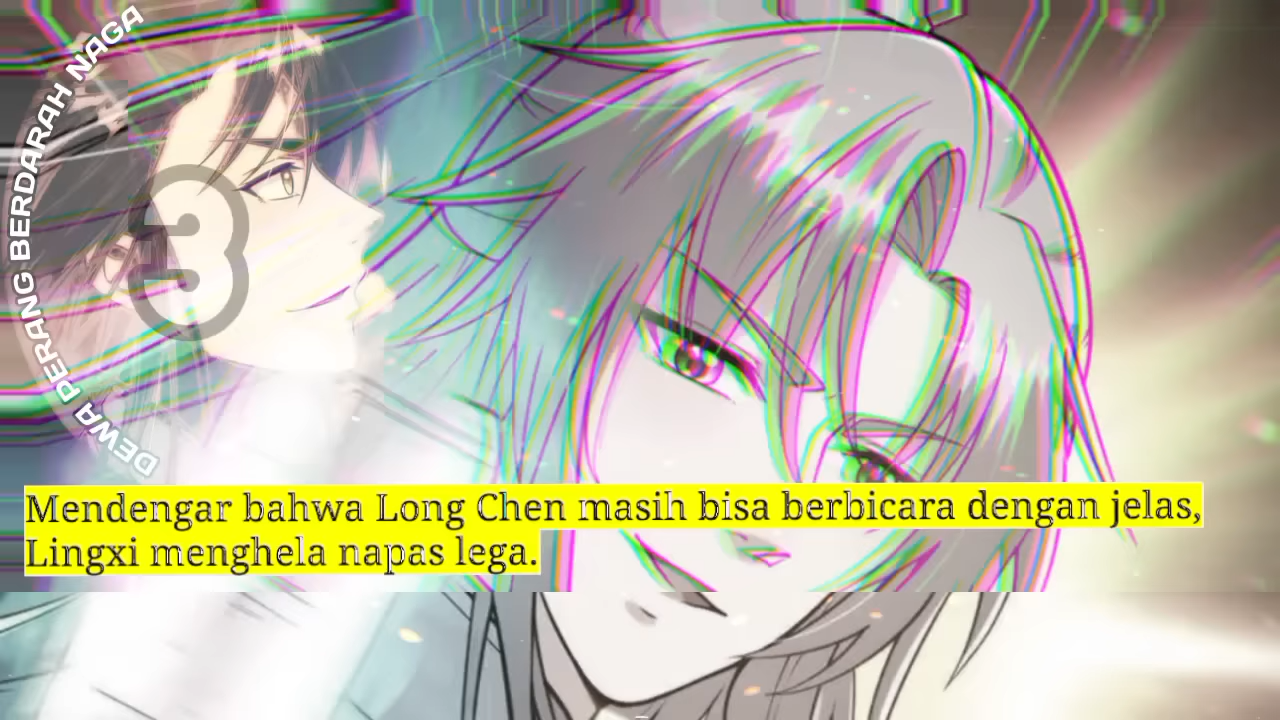 DEWA PERANG BERDARAH NAGA
3
Mendengar bahwa Long Chen masih bisa berbicara dengan jelas,
Lingxi menghela napas lega.